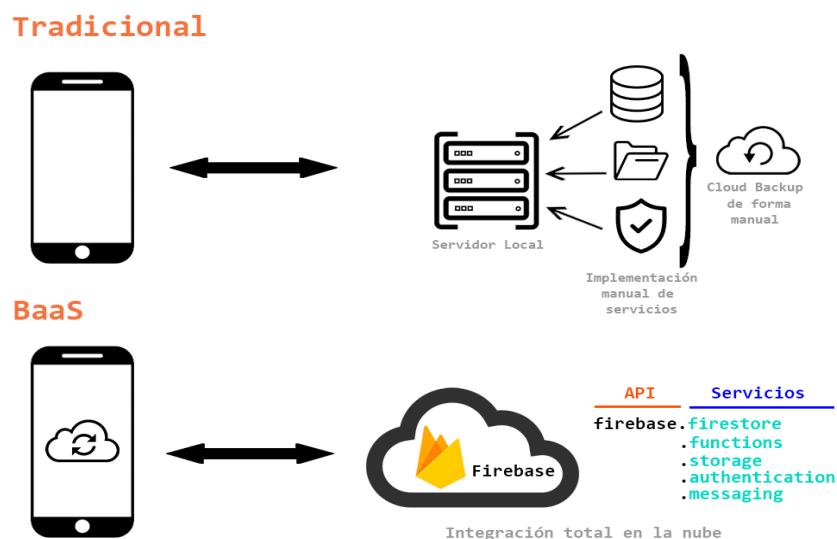 Tradicional
Servidor Local
Implementación
manual de
servicios
Cloud Backup
de forma
manual
BaaS
Firebase
Integración total en la nube
API Servicios
firebase.firestore
.functions
.storage
.authentication
.messaging